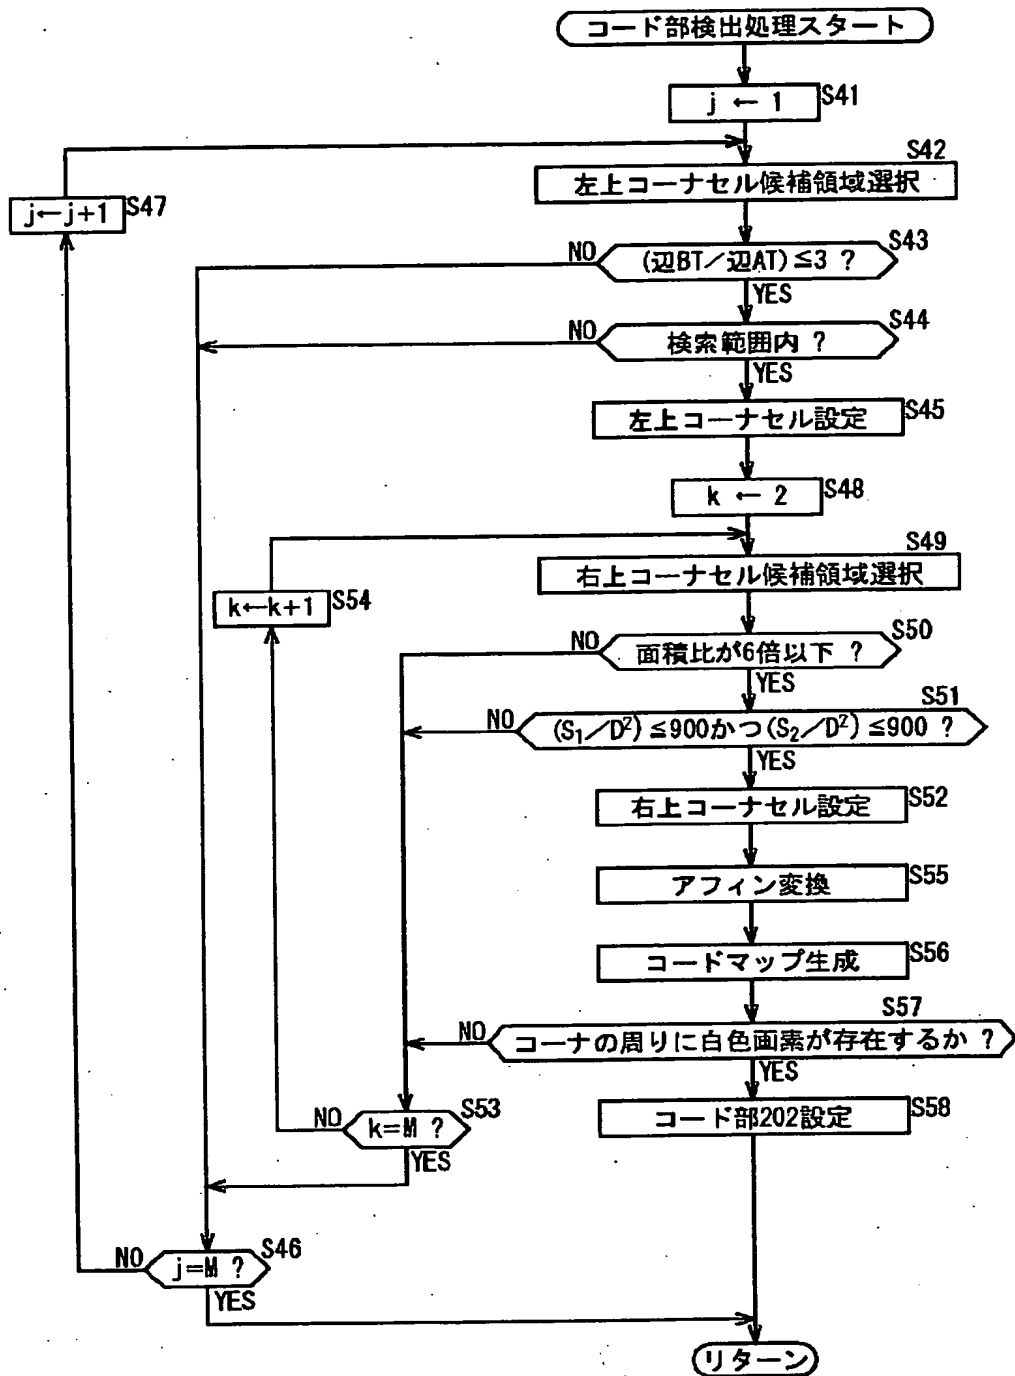 コード部検出処理スタート
j ← 1
S41
S42
左上コーナセル候補領域選択
j←j+1
S47
S43
NO
(辺BT/辺AT)≦3 ?
YES
S44
NO
検索範囲内 ?
YES
S45
左上コーナセル設定
k ← 2
S48
S49
右上コーナセル候補領域選択
k←k+1
S54
S50
NO
面積比が6倍以下 ?
YES
S51
NO
(S₁/D²)≦900かつ(S₂/D²)≦900 ?
YES
右上コーナセル設定
S52
アフィン変換
S55
コードマップ生成
S56
S57
NO
コーナの周りに白色画素が存在するか ?
YES
S53
NO
k=M ?
YES
コード部202設定
S58
S46
NO
j=M ?
YES
リターン